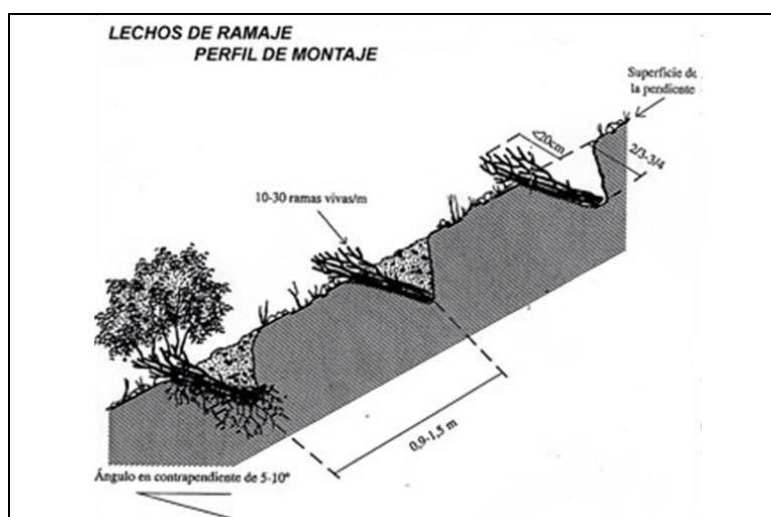 LECHOS DE RAMAJE
PERFIL DE MONTAJE
Superficie de
la pendiente
<20cm
2/3-3/4
10-30 ramas vivas/m
0,9-1,5 m
Ángulo en contrapendiente de 5-10°